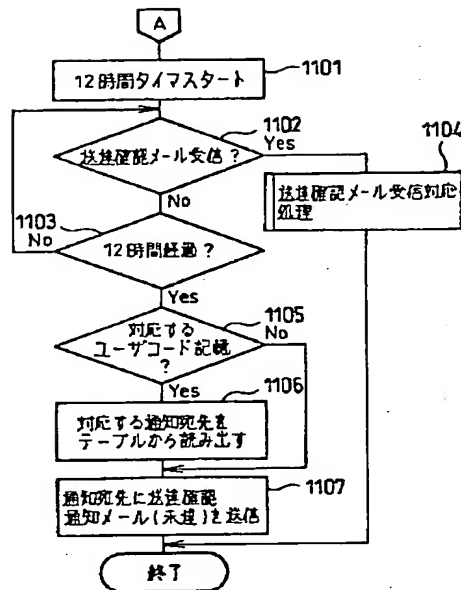 A
12時間タイマスタート
1101
送達確認メール受信?
1102
Yes
No
1104
送達確認メール受信対応
処理
1103
No
12時間経過?
Yes
対応する
ユーザコード記憶
?
1105
No
Yes
1106
対応する通知宛先を
テーブルから読み出す
1107
通知宛先に送達確認
通知メール(未達)を送信
終了